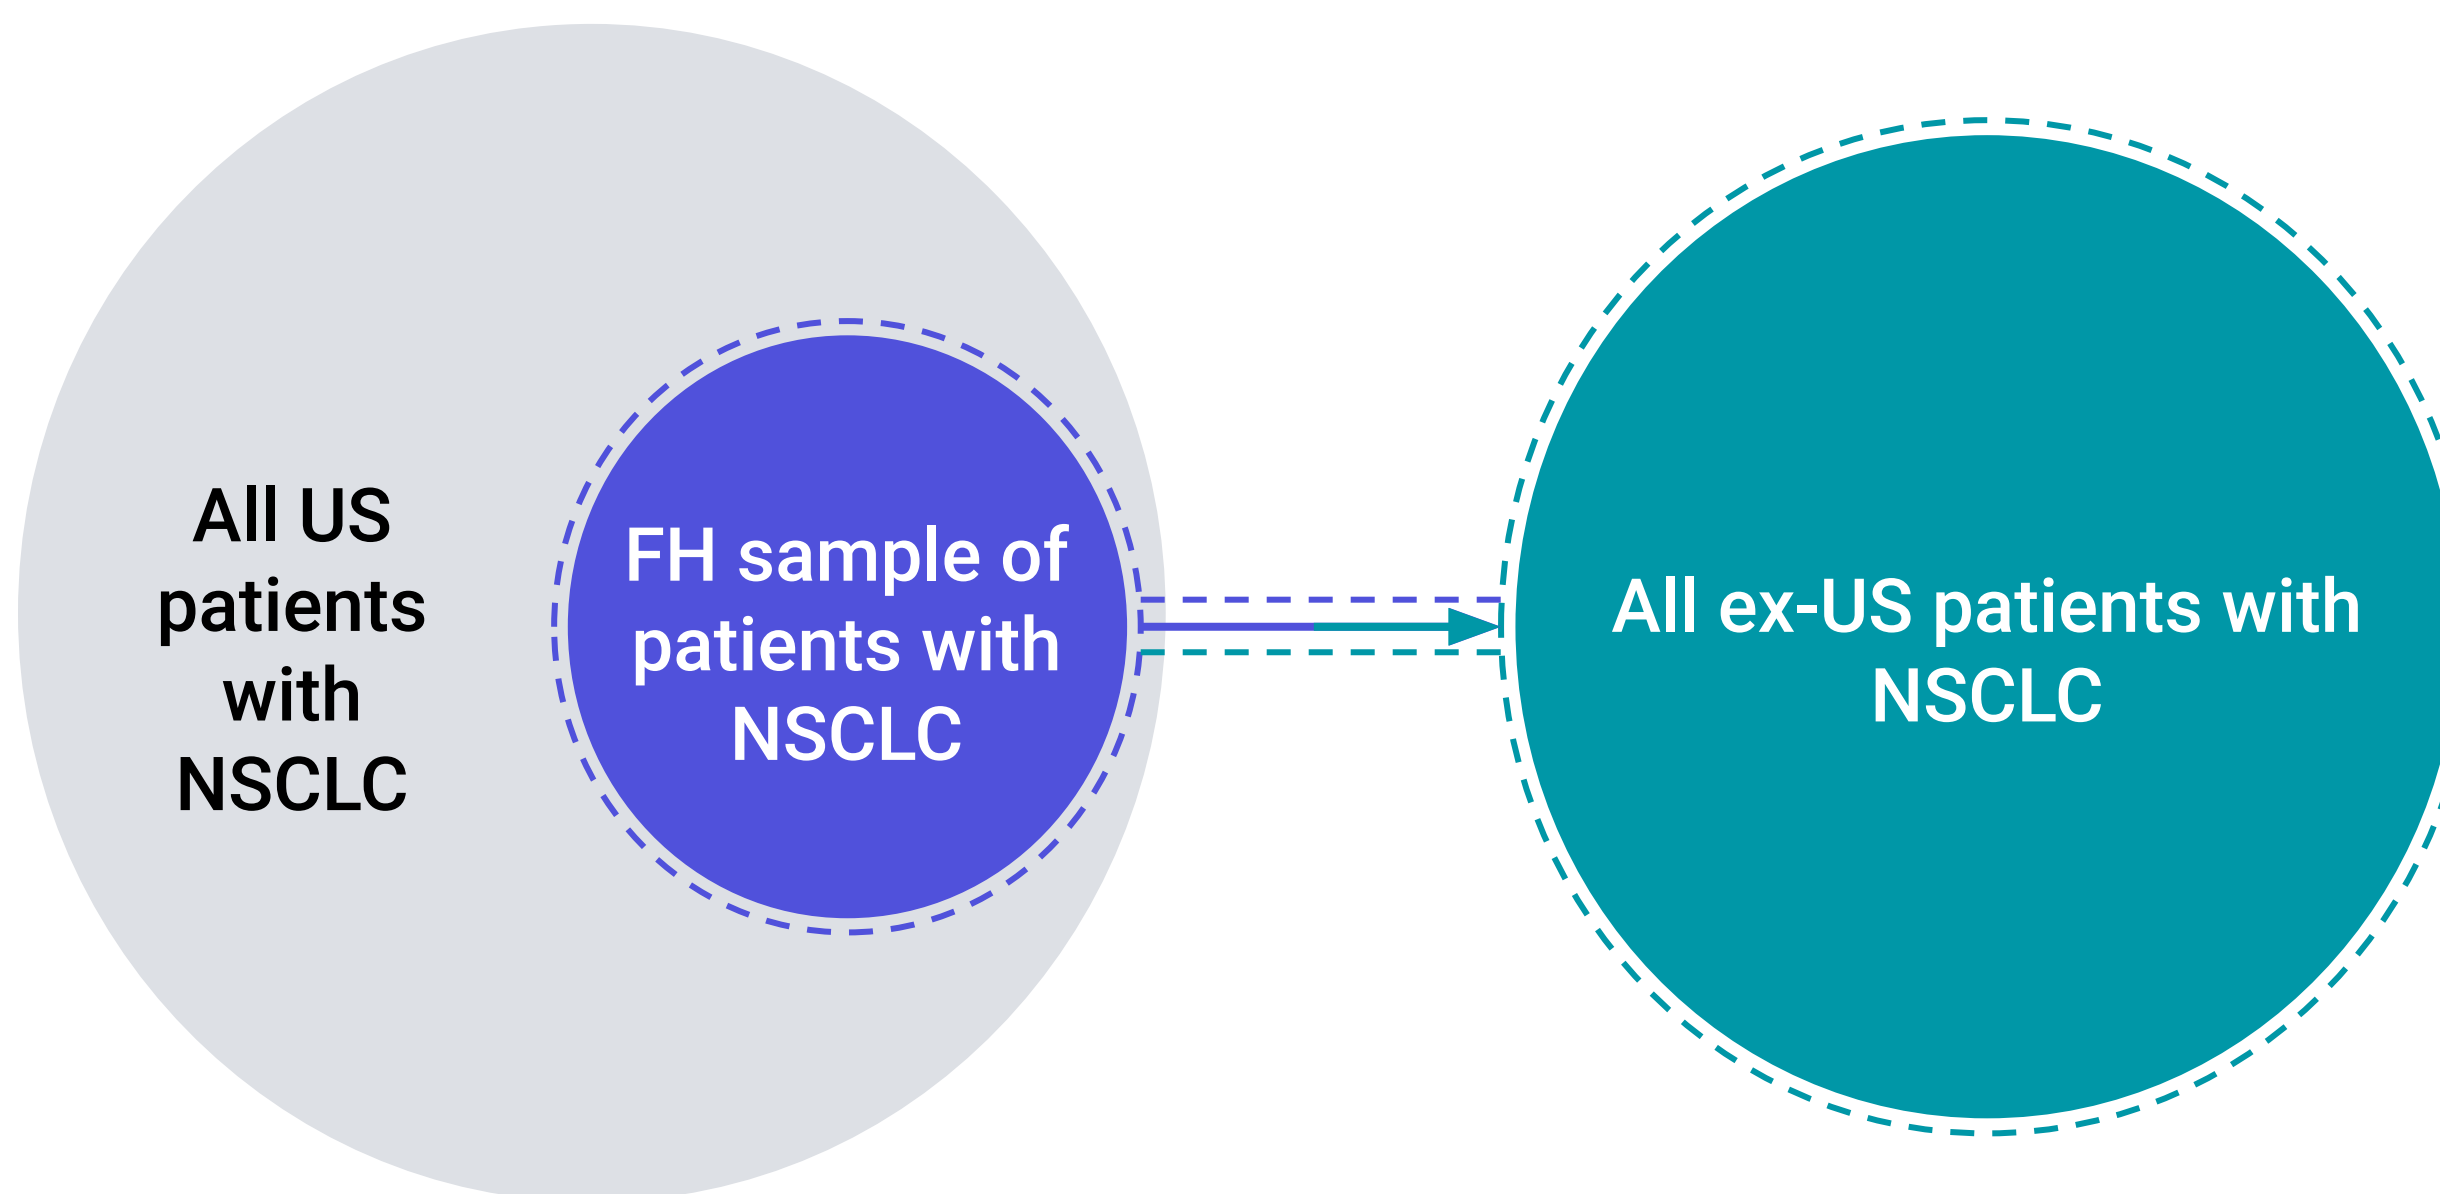 All US
patients
with
NSCLC
FH sample of
patients with
NSCLC
All ex-US patients with
NSCLC